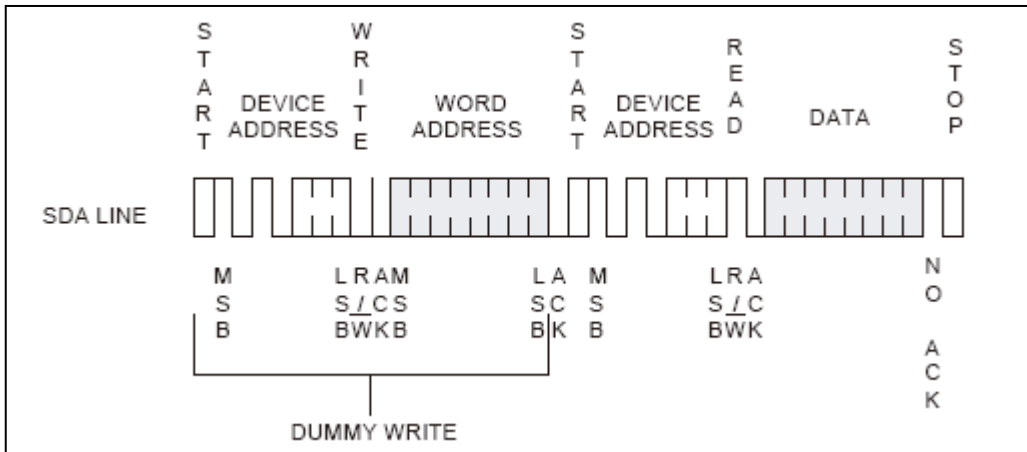 START
WRITE
START
READ
STOP
DEVICE ADDRESS
WORD ADDRESS
DEVICE ADDRESS
DATA
SDA LINE
MSB
LSB
R/W
ACK
MSB
LSB
ACK
MSB
LSB
R/W
ACK
NO ACK
DUMMY WRITE